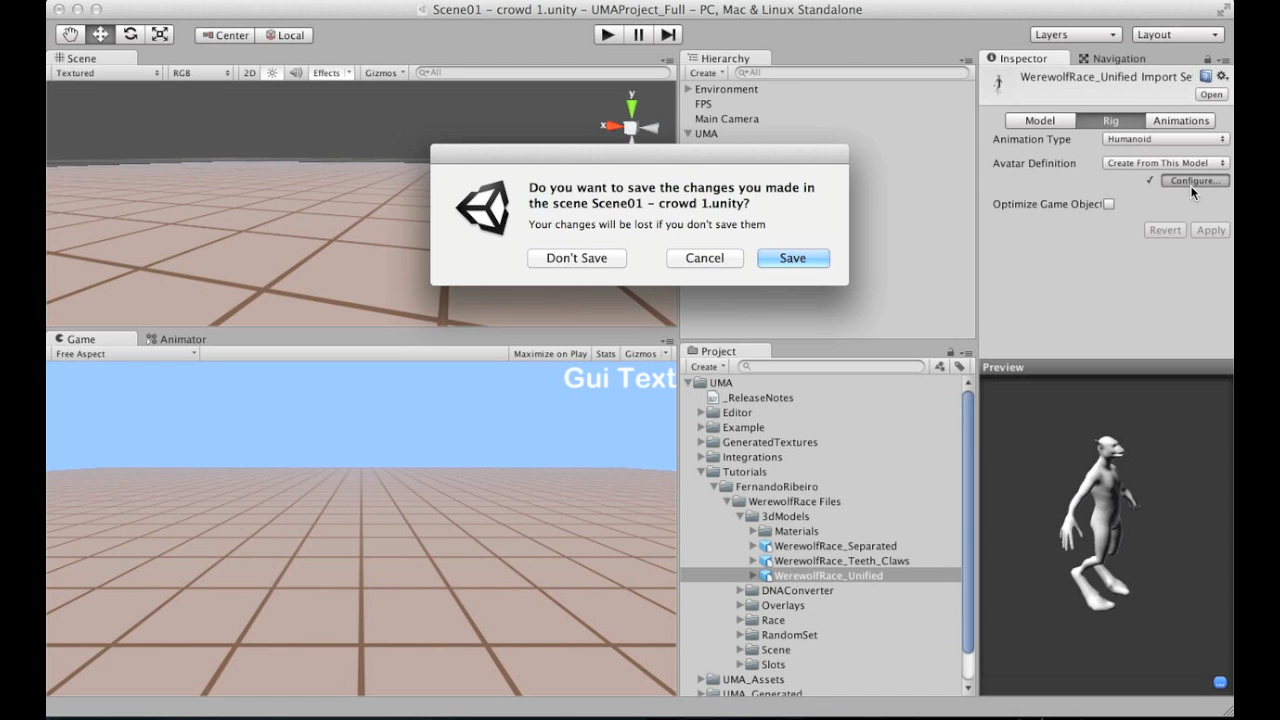 Scene01 - crowd 1.unity - UMAProject_Full - PC, Mac & Linux Standalone
Center Local Layers Layout
Scene
Textured RGB 2D Effects Gizmos All
Hierarchy
Create All
Environment
FPS
Main Camera
UMA
Inspector Navigation
WerewolfRace_Unified Import Se
Open
Model Rig Animations
Animation Type Humanoid
Avatar Definition Create From This Model
✓ Configure...
Optimize Game Object
Revert Apply
Do you want to save the changes you made in
the scene Scene01 - crowd 1.unity?
Your changes will be lost if you don't save them
Don't Save Cancel Save
Game Animator
Free Aspect Maximize on Play Stats Gizmos
Gui Text
Project
Create
UMA
_ReleaseNotes
Editor
Example
GeneratedTextures
Integrations
Tutorials
FernandoRibeiro
WerewolfRace Files
3dModels
Materials
WerewolfRace_Separated
WerewolfRace_Teeth_Claws
WerewolfRace_Unified
DNAConverter
Overlays
Race
RandomSet
Scene
Slots
UMA_Assets
UMA_Generated
Preview